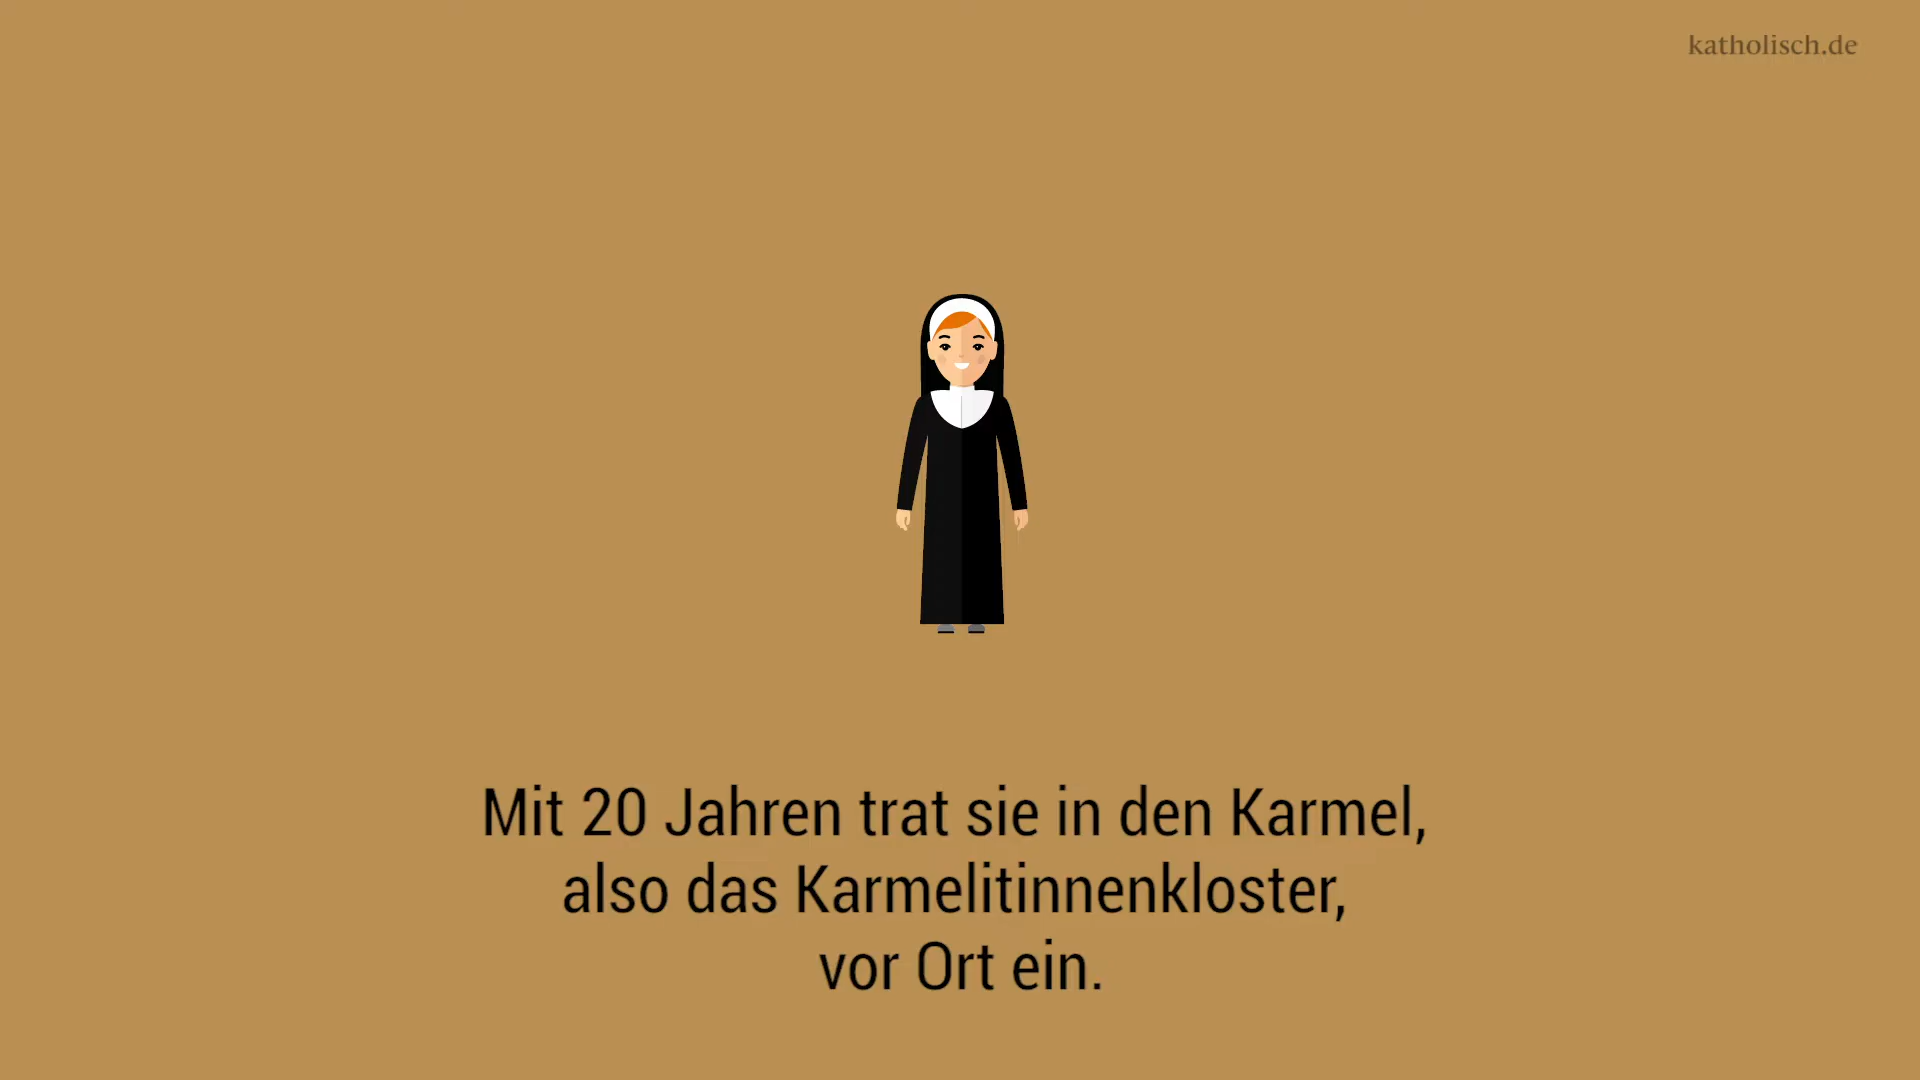 katholisch.de
Mit 20 Jahren trat sie in den Karmel,
also das Karmelitinnenkloster,
vor Ort ein.